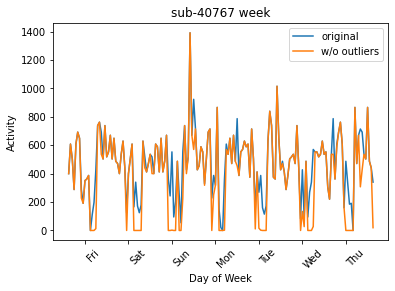 sub-40767 week
original
w/o outliers
Activity
1400
1200
1000
800
600
400
200
0
Fri
Sat
Sun
Mon
Tue
Wed
Thu
Day of Week